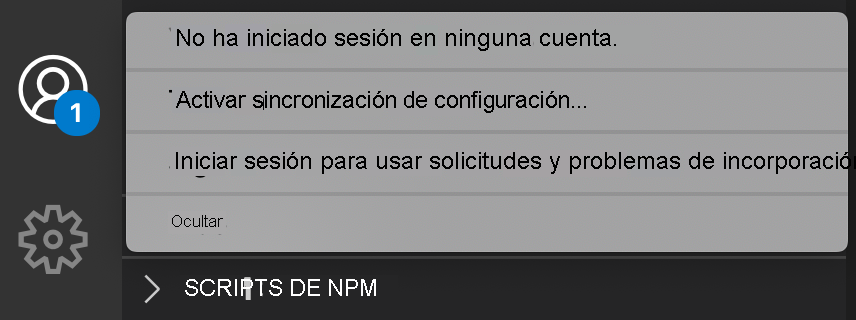 No ha iniciado sesión en ninguna cuenta.
1
Activar sincronización de configuración...
Iniciar sesión para usar solicitudes y problemas de incorporación
Ocultar
SCRIPTS DE NPM